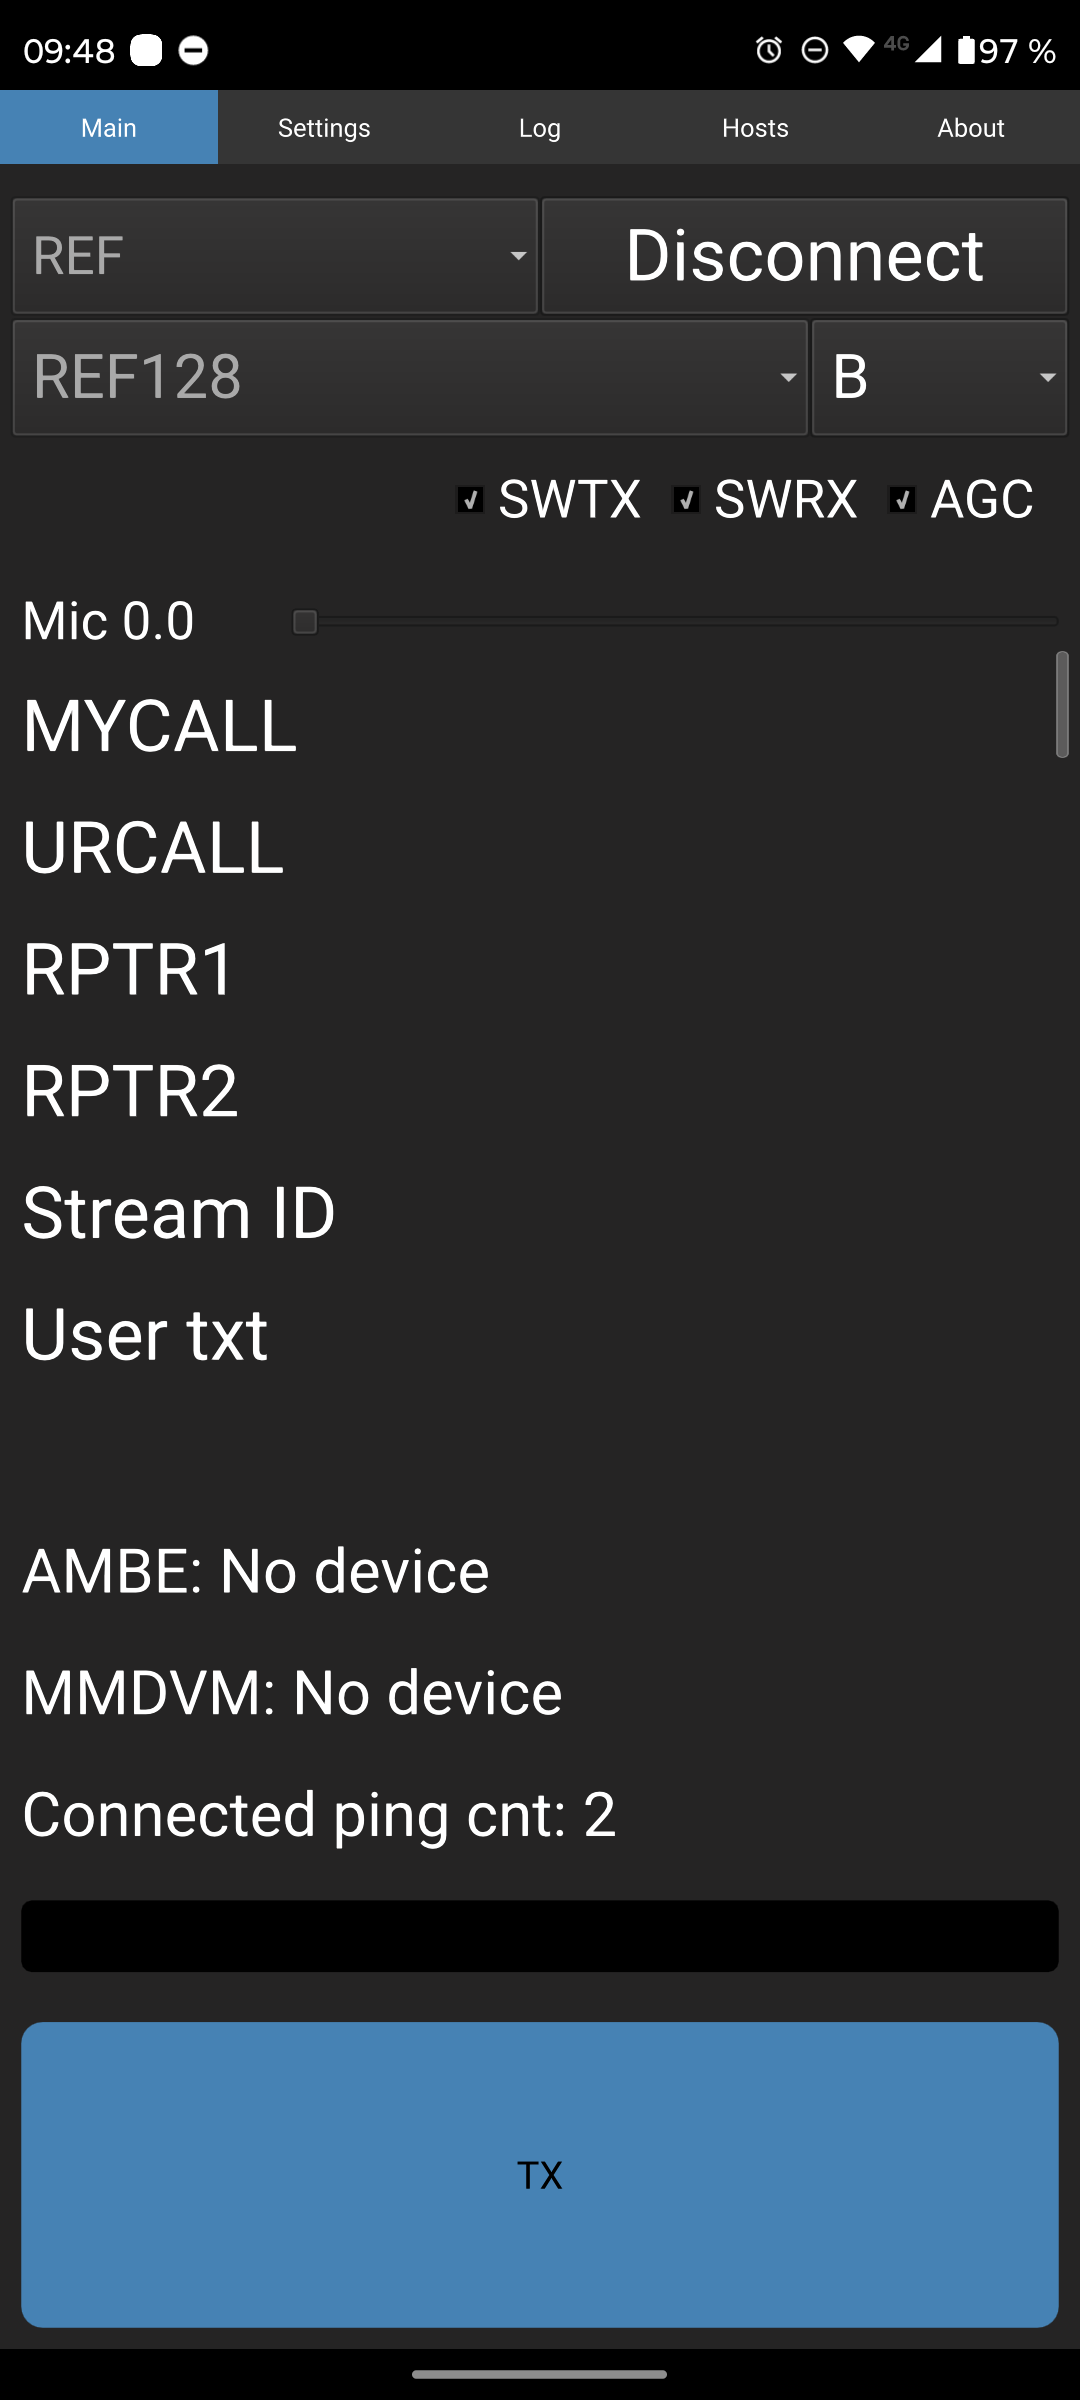 09:48 4G 97 %
Main Settings Log Hosts About
REF Disconnect
REF128 B
SWTX SWRX AGC
Mic 0.0
MYCALL
URCALL
RPTR1
RPTR2
Stream ID
User txt
AMBE: No device
MMDVM: No device
Connected ping cnt: 2
TX